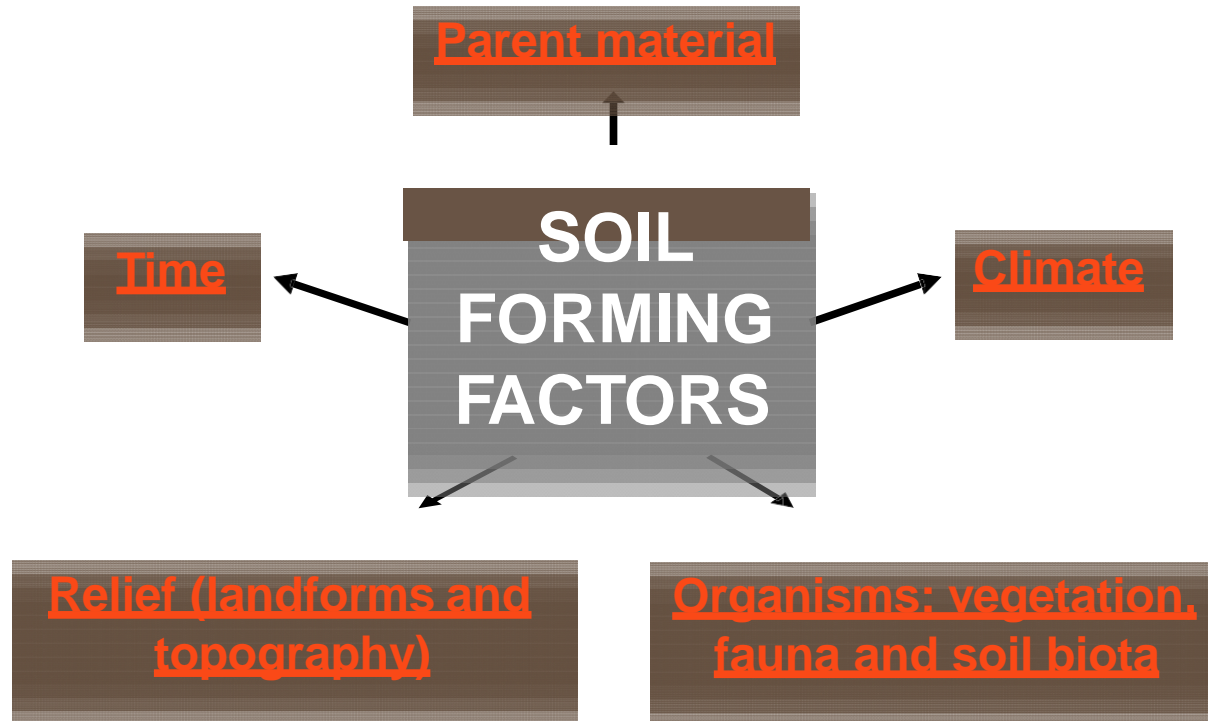 Parent material
SOIL
FORMING
FACTORS
Time
Climate
Relief (landforms and
topography)
Organisms: vegetation,
fauna and soil biota